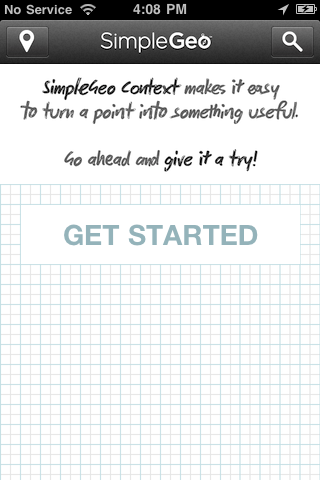 No Service 4:08 PM
SimpleGeo
SimpleGeo Context makes it easy
to turn a point into something useful.
Go ahead and give it a try!
GET STARTED